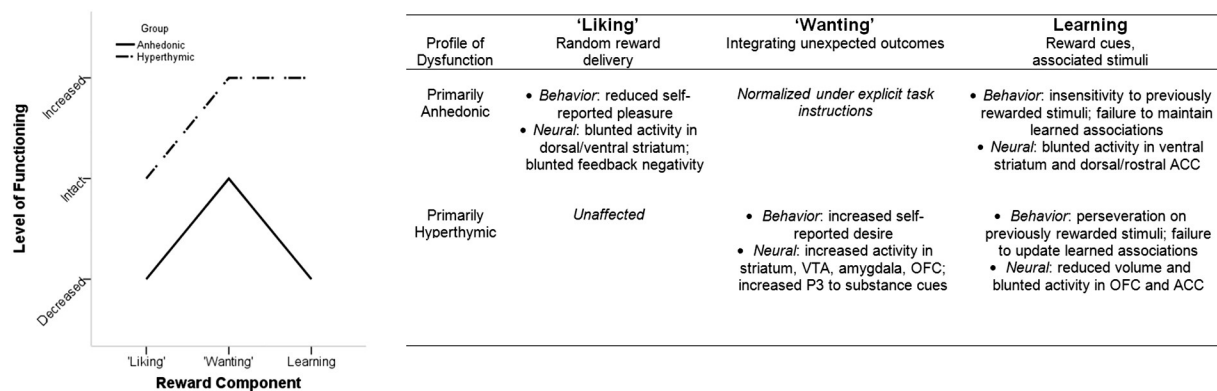 Group
Anhedonic
Hyperthymic
Level of Functioning
Increased
Intact
Decreased
'Liking'
'Wanting'
Learning
Reward Component
Profile of
Dysfunction
'Liking'
Random reward
delivery
'Wanting'
Integrating unexpected outcomes
Learning
Reward cues,
associated stimuli
Primarily
Anhedonic
• Behavior: reduced self-
reported pleasure
• Neural: blunted activity in
dorsal/ventral striatum;
blunted feedback negativity
Normalized under explicit task
instructions
• Behavior: insensitivity to previously
rewarded stimuli; failure to maintain
learned associations
• Neural: blunted activity in ventral
striatum and dorsal/rostral ACC
Primarily
Hyperthymic
Unaffected
• Behavior: increased self-
reported desire
• Neural: increased activity in
striatum, VTA, amygdala, OFC;
increased P3 to substance cues
• Behavior: perseveration on
previously rewarded stimuli; failure
to update learned associations
• Neural: reduced volume and
blunted activity in OFC and ACC